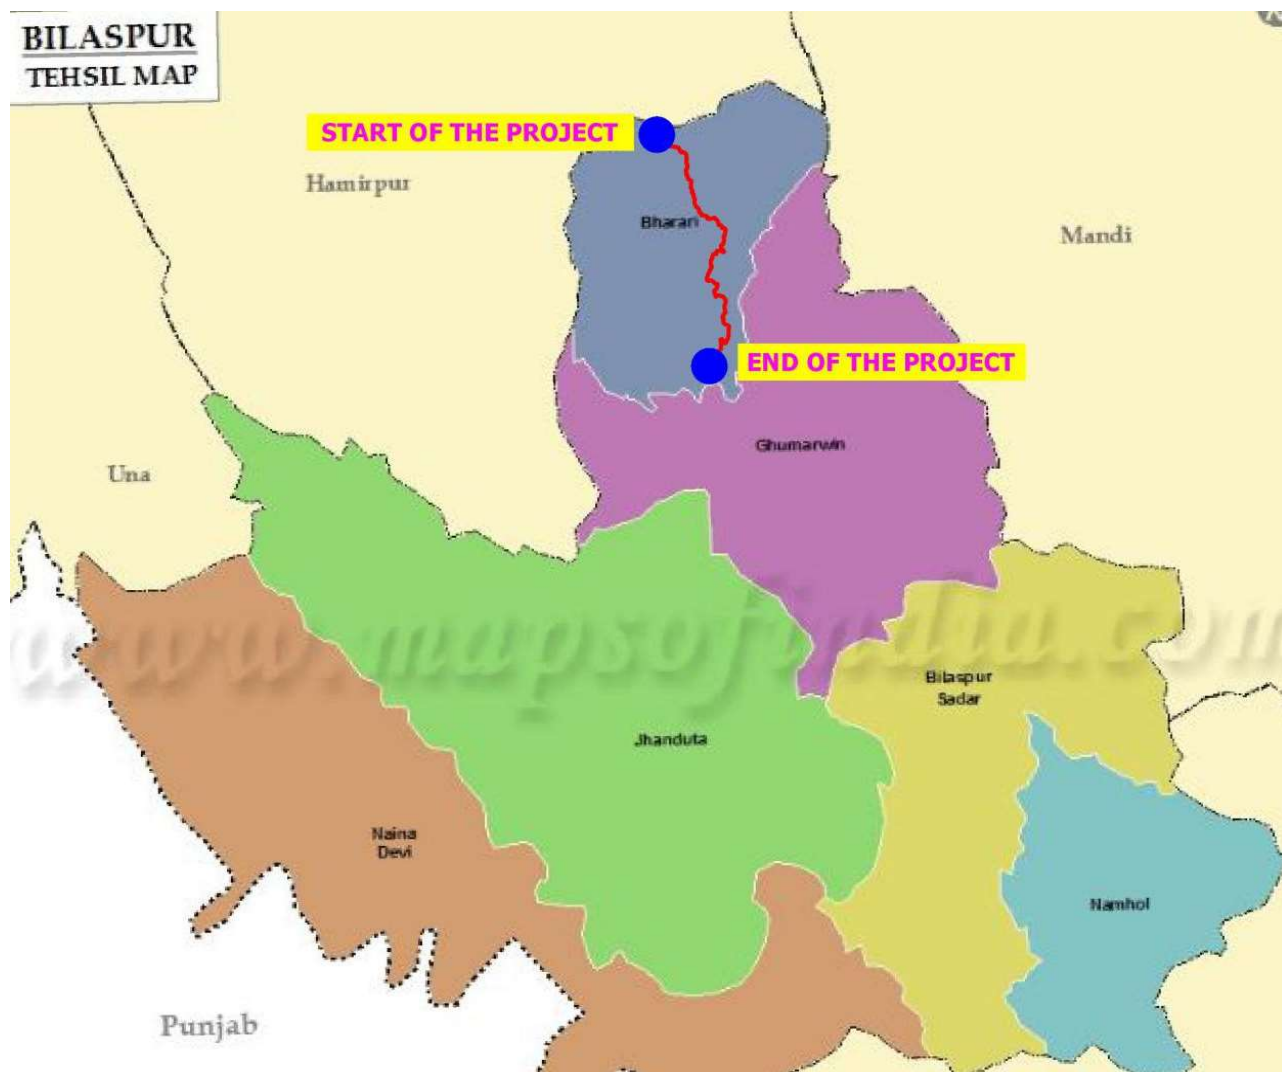 BILASPUR
TEHSIL MAP
START OF THE PROJECT
Hamirpur
Bharari
Mandi
END OF THE PROJECT
Ghumarwin
Una
www.mapsofindia.com
Bilaspur
Sadar
Jhanduta
Naina
Devi
Namhol
Punjab